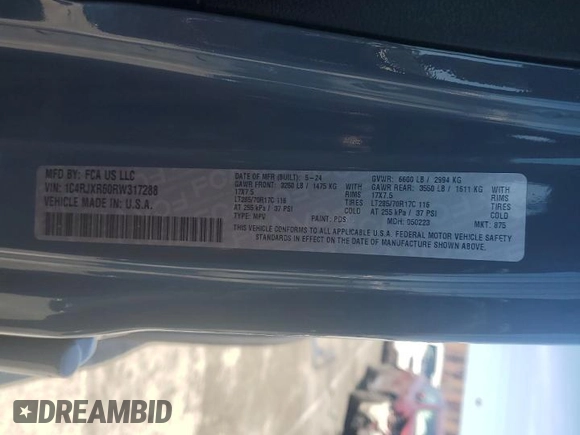 MFD BY: FCA US LLC
VIN: 1C4RJXR60RW317288
VEHICLE MADE IN: U.S.A.
DATE OF MFR (BUILT): 5-24
GAWR FRONT: 3250 LB / 1475 KG WITH
17X7.5 RIMS
LT285/70R17C 116 TIRES
AT 255 kPa / 37 PSI COLD
TYPE: MPV PAINT: PDS
GVWR: 6600 LB / 2994 KG
GAWR REAR: 3550 LB / 1611 KG WITH
17X7.5 RIMS
LT285/70R17C 116 TIRES
AT 255 kPa / 37 PSI COLD
MDH: 050223 MKT: 875
THIS VEHICLE CONFORMS TO ALL APPLICABLE U.S.A. FEDERAL MOTOR VEHICLE SAFETY
STANDARDS IN EFFECT ON THE DATE OF MANUFACTURE SHOWN ABOVE.
DREAMBID